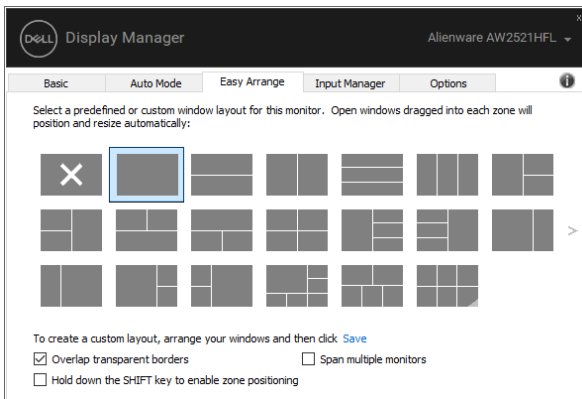 DELL Display Manager
Alienware AW2521HFL
Basic Auto Mode Easy Arrange Input Manager Options
Select a predefined or custom window layout for this monitor. Open windows dragged into each zone will
position and resize automatically:
To create a custom layout, arrange your windows and then click Save
Overlap transparent borders
Span multiple monitors
Hold down the SHIFT key to enable zone positioning